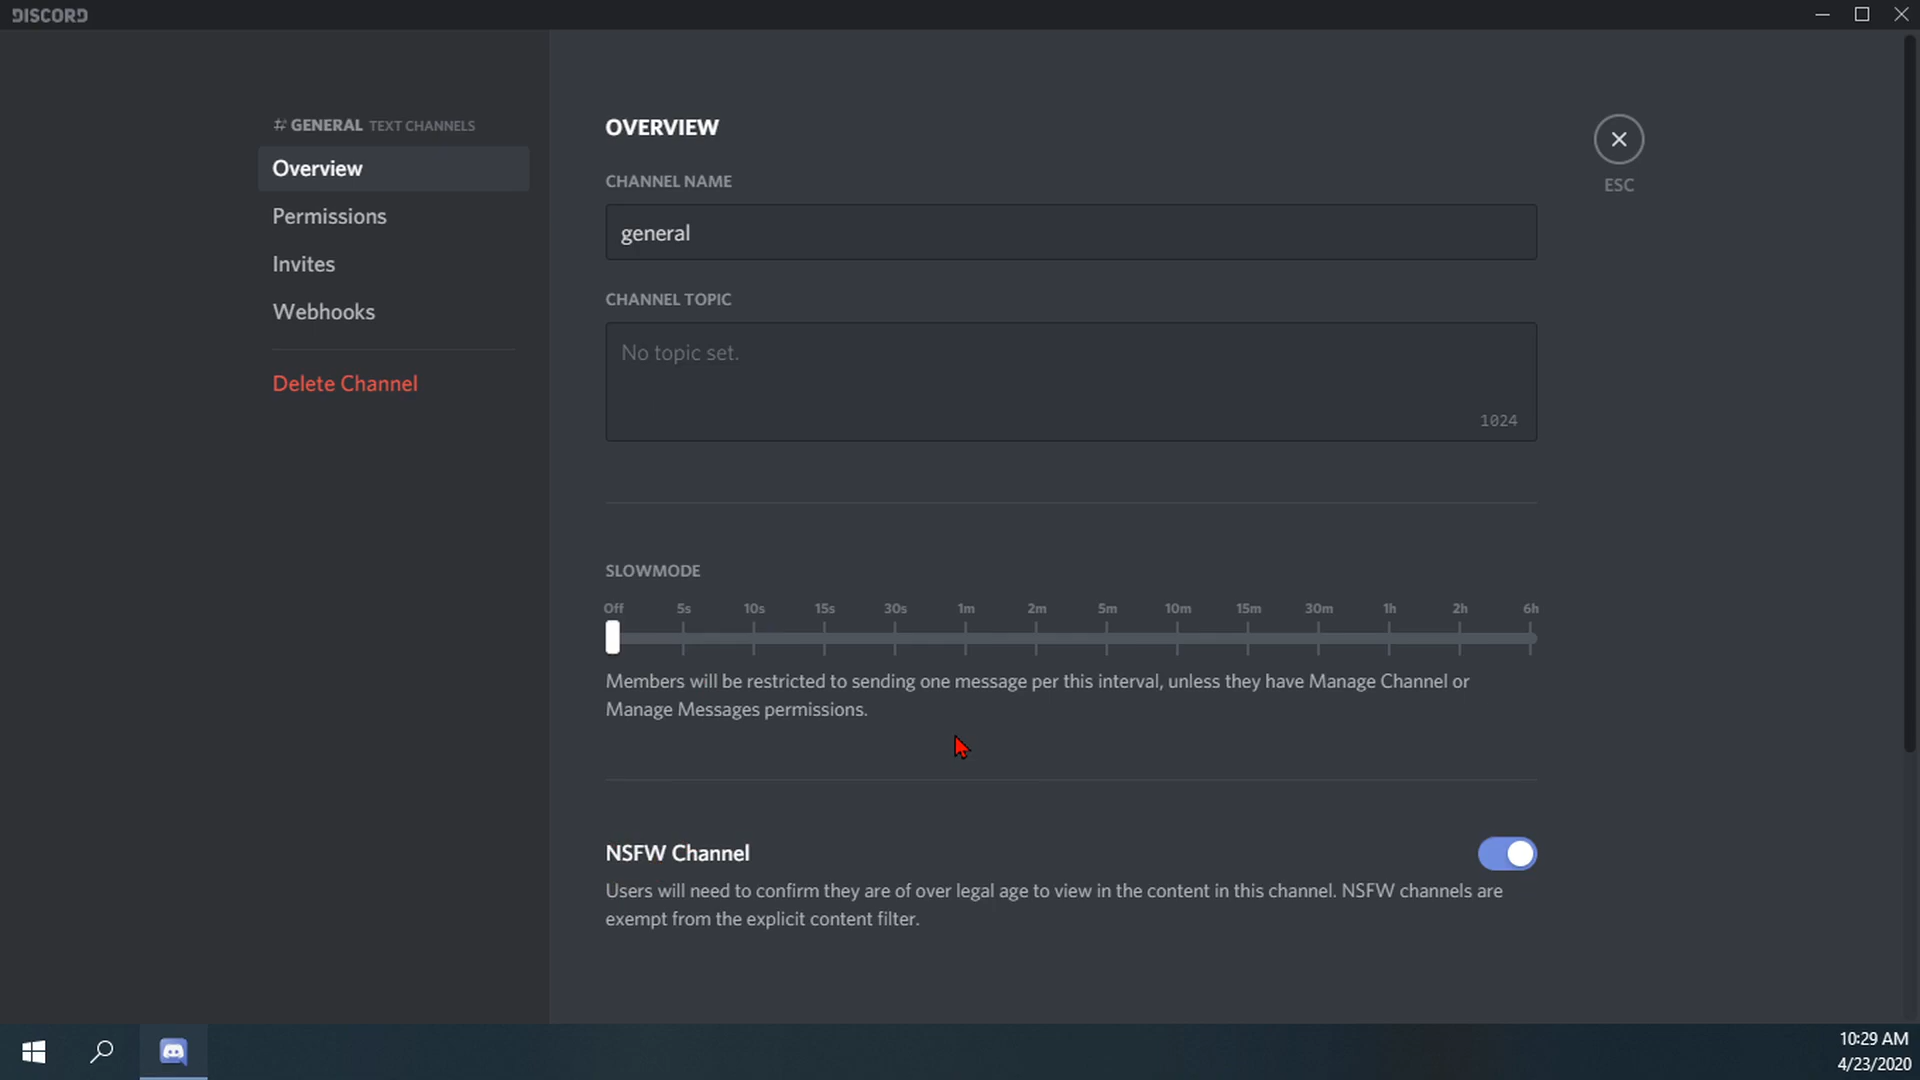 DISCORD
# GENERAL TEXT CHANNELS
Overview
Permissions
Invites
Webhooks
Delete Channel
OVERVIEW
CHANNEL NAME
general
CHANNEL TOPIC
No topic set.
1024
SLOWMODE
Off 5s 10s 15s 30s 1m 2m 5m 10m 15m 30m 1h 2h 6h
Members will be restricted to sending one message per this interval, unless they have Manage Channel or
Manage Messages permissions.
NSFW Channel
Users will need to confirm they are of over legal age to view in the content in this channel. NSFW channels are
exempt from the explicit content filter.
ESC
10:29 AM
4/23/2020